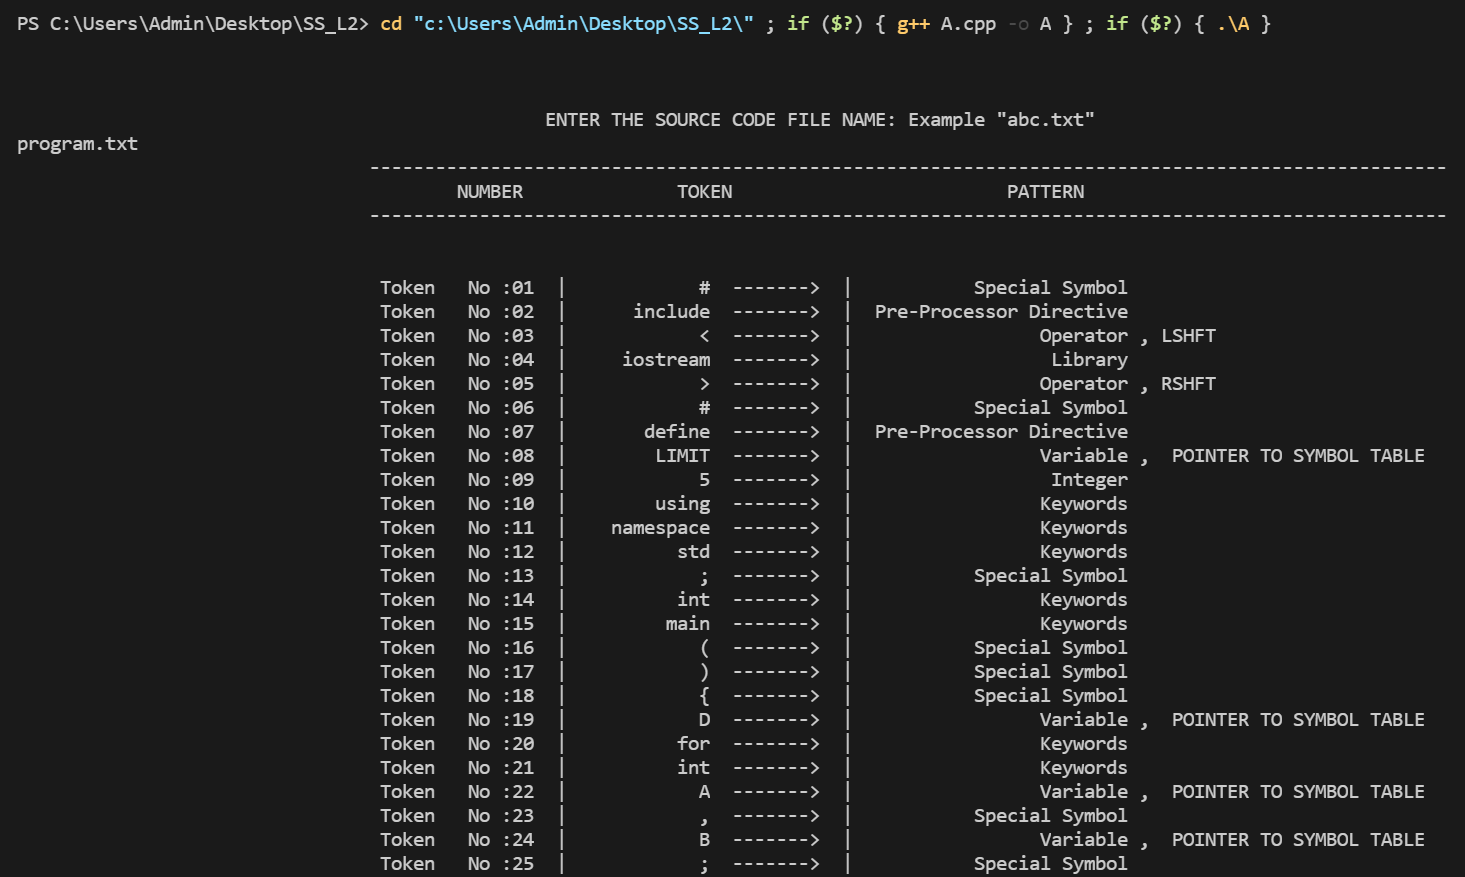 PS C:\Users\Admin\Desktop\SS_L2> cd "c:\Users\Admin\Desktop\SS_L2\" ; if ($?) { g++ A.cpp -o A } ; if ($?) { .\A }
ENTER THE SOURCE CODE FILE NAME: Example "abc.txt"
program.txt
--------------------------------------------------------------------------------------------------
NUMBER TOKEN PATTERN
--------------------------------------------------------------------------------------------------
Token No :01 | # -------> | Special Symbol
Token No :02 | include -------> | Pre-Processor Directive
Token No :03 | < -------> | Operator , LSHFT
Token No :04 | iostream -------> | Library
Token No :05 | > -------> | Operator , RSHFT
Token No :06 | # -------> | Special Symbol
Token No :07 | define -------> | Pre-Processor Directive
Token No :08 | LIMIT -------> | Variable , POINTER TO SYMBOL TABLE
Token No :09 | 5 -------> | Integer
Token No :10 | using -------> | Keywords
Token No :11 | namespace -------> | Keywords
Token No :12 | std -------> | Keywords
Token No :13 | ; -------> | Special Symbol
Token No :14 | int -------> | Keywords
Token No :15 | main -------> | Keywords
Token No :16 | ( -------> | Special Symbol
Token No :17 | ) -------> | Special Symbol
Token No :18 | { -------> | Special Symbol
Token No :19 | D -------> | Variable , POINTER TO SYMBOL TABLE
Token No :20 | for -------> | Keywords
Token No :21 | int -------> | Keywords
Token No :22 | A -------> | Variable , POINTER TO SYMBOL TABLE
Token No :23 | , -------> | Special Symbol
Token No :24 | B -------> | Variable , POINTER TO SYMBOL TABLE
Token No :25 | ; -------> | Special Symbol